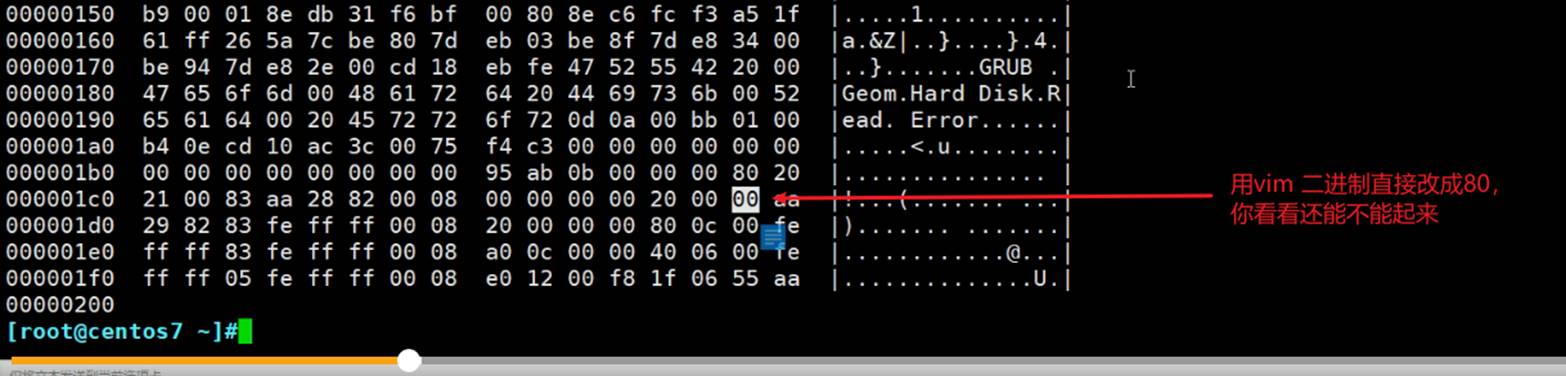 00000150  b9 00 01 8e db 31 f6 bf  00 80 8e c6 fc f3 a5 1f  |.....1..........|
00000160  61 ff 26 5a 7c be 80 7d  eb 03 be 8f 7d e8 34 00  |a.&Z|..}....}.4.|
00000170  be 94 7d e8 2e 00 cd 18  eb fe 47 52 55 42 20 00  |..}.......GRUB .|
00000180  47 65 6f 6d 00 48 61 72  64 20 44 69 73 6b 00 52  |Geom.Hard Disk.R|
00000190  65 61 64 00 20 45 72 72  6f 72 0d 0a 00 bb 01 00  |ead. Error......|
000001a0  b4 0e cd 10 ac 3c 00 75  f4 c3 00 00 00 00 00 00  |.....<.u........|
000001b0  00 00 00 00 00 00 00 00  95 ab 0b 00 00 00 80 20  |............... |
000001c0  21 00 83 aa 28 82 00 08  00 00 00 00 20 00 00 aa  |!...(....... ...|
000001d0  29 82 83 fe ff ff 00 08  20 00 00 00 80 0c 00 fe  |)....... .......|
000001e0  ff ff 83 fe ff ff 00 08  a0 0c 00 00 40 06 00 fe  |............@...|
000001f0  ff ff 05 fe ff ff 00 08  e0 12 00 f8 1f 06 55 aa  |..............U.|
00000200
[root@centos7 ~]#
用vim 二进制直接改成80，
你看看还能不能起来